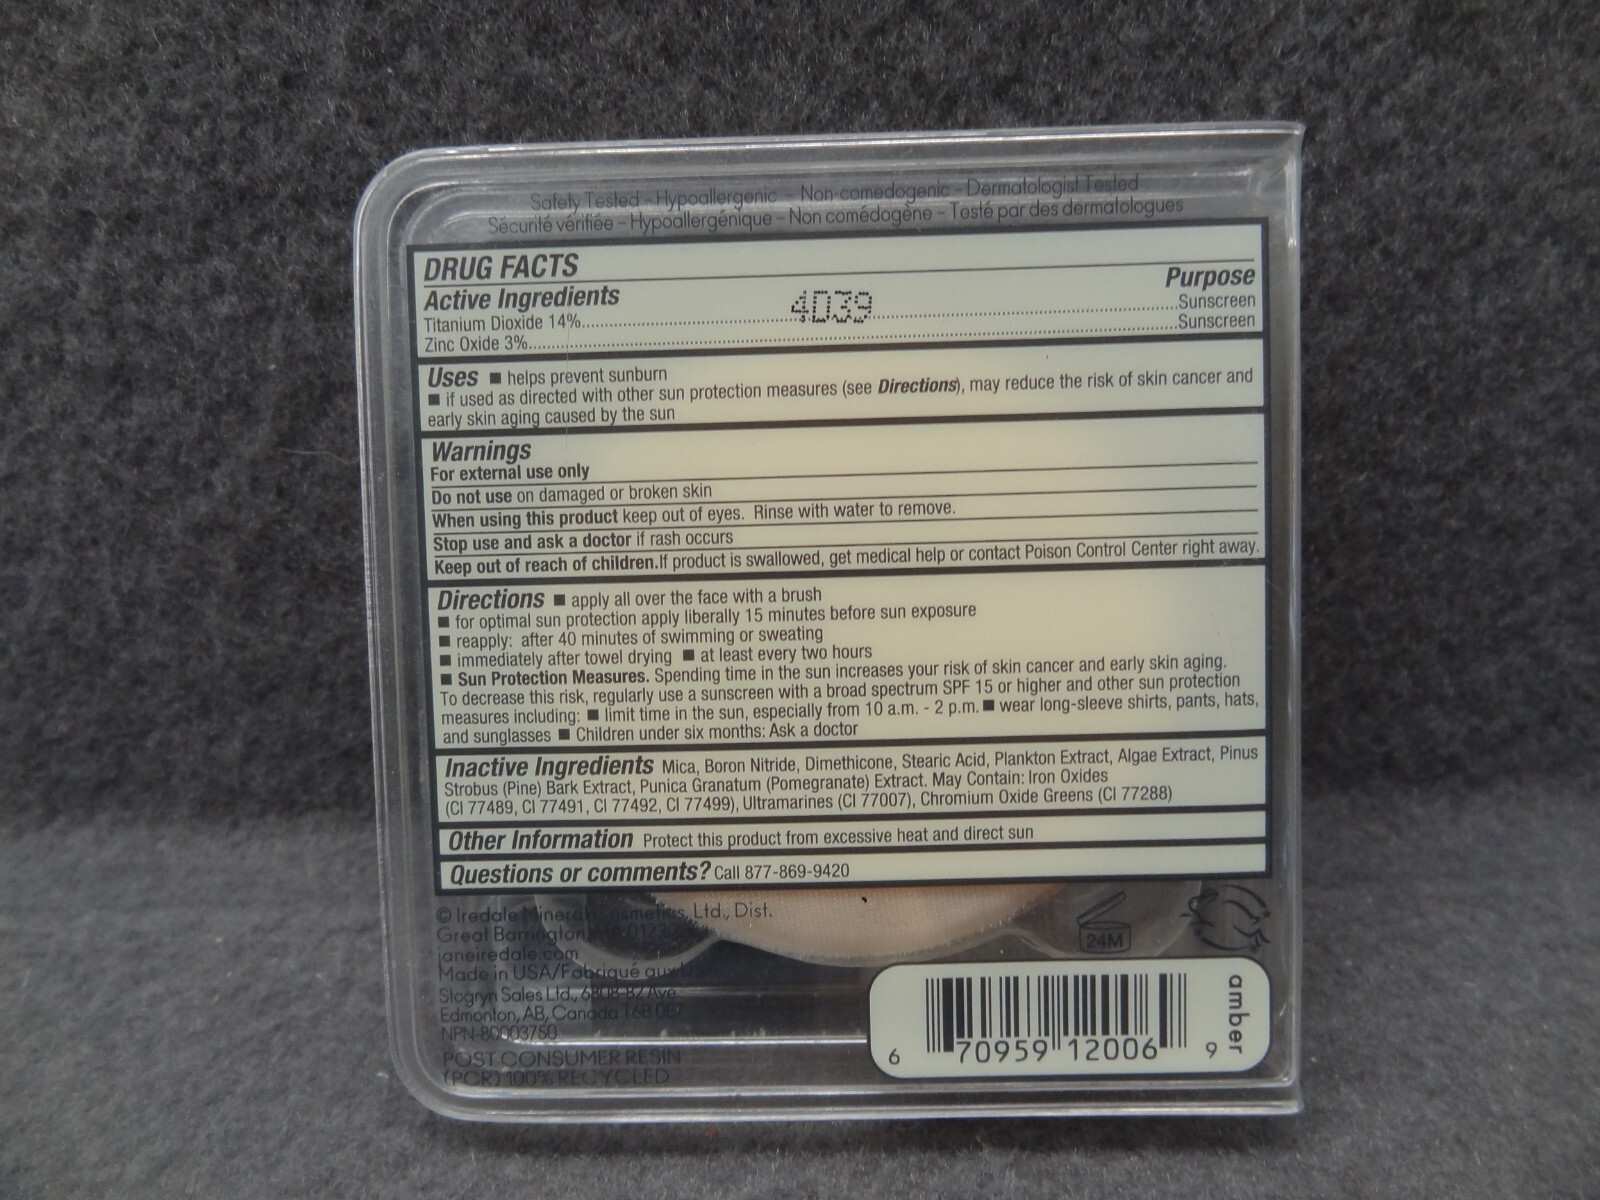 Safety Tested - Hypoallergenic - Non-comedogenic - Dermatologist Tested
Sécurité vérifiée - Hypoallergénique - Non comédogène - Testé par des dermatologues
DRUG FACTS
Active Ingredients Purpose
4039
Titanium Dioxide 14%..........Sunscreen
Zinc Oxide 3%..........Sunscreen
Uses ■ helps prevent sunburn
■ if used as directed with other sun protection measures (see Directions), may reduce the risk of skin cancer and
early skin aging caused by the sun
Warnings
For external use only
Do not use on damaged or broken skin
When using this product keep out of eyes. Rinse with water to remove.
Stop use and ask a doctor if rash occurs
Keep out of reach of children.If product is swallowed, get medical help or contact Poison Control Center right away.
Directions ■ apply all over the face with a brush
■ for optimal sun protection apply liberally 15 minutes before sun exposure
■ reapply: after 40 minutes of swimming or sweating
■ immediately after towel drying ■ at least every two hours
■ Sun Protection Measures. Spending time in the sun increases your risk of skin cancer and early skin aging.
To decrease this risk, regularly use a sunscreen with a broad spectrum SPF 15 or higher and other sun protection
measures including: ■ limit time in the sun, especially from 10 a.m. - 2 p.m. ■ wear long-sleeve shirts, pants, hats,
and sunglasses ■ Children under six months: Ask a doctor
Inactive Ingredients Mica, Boron Nitride, Dimethicone, Stearic Acid, Plankton Extract, Algae Extract, Pinus
Strobus (Pine) Bark Extract, Punica Granatum (Pomegranate) Extract. May Contain: Iron Oxides
(CI 77489, CI 77491, CI 77492, CI 77499), Ultramarines (CI 77007), Chromium Oxide Greens (CI 77288)
Other Information Protect this product from excessive heat and direct sun
Questions or comments? Call 877-869-9420
© Iredale Mineral Cosmetics, Ltd., Dist.
Great Barrington
janeiredale.com
Made in USA/Fabriqué aux
Stogryn Sales Ltd., 6808-82 Ave.
Edmonton, AB, Canada
NPN 80003750
POST CONSUMER RESIN
(PCR) 100% RECYCLED
24M
amber
6 70959 12006 9